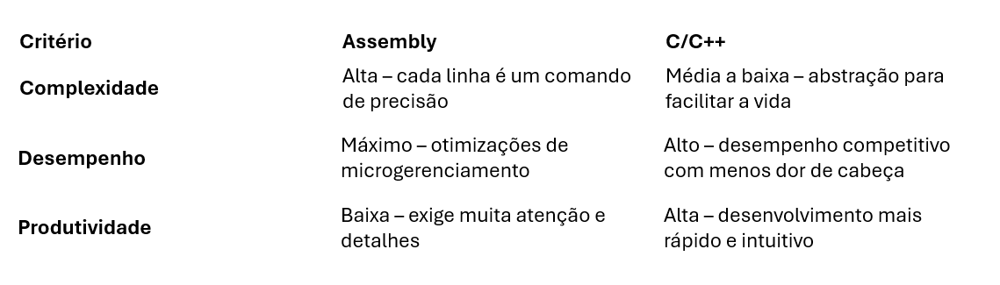 Critério Assembly C/C++
Complexidade
Alta – cada linha é um comando
de precisão
Média a baixa – abstração para
facilitar a vida
Desempenho
Máximo – otimizações de
microgerenciamento
Alto – desempenho competitivo
com menos dor de cabeça
Produtividade
Baixa – exige muita atenção e
detalhes
Alta – desenvolvimento mais
rápido e intuitivo